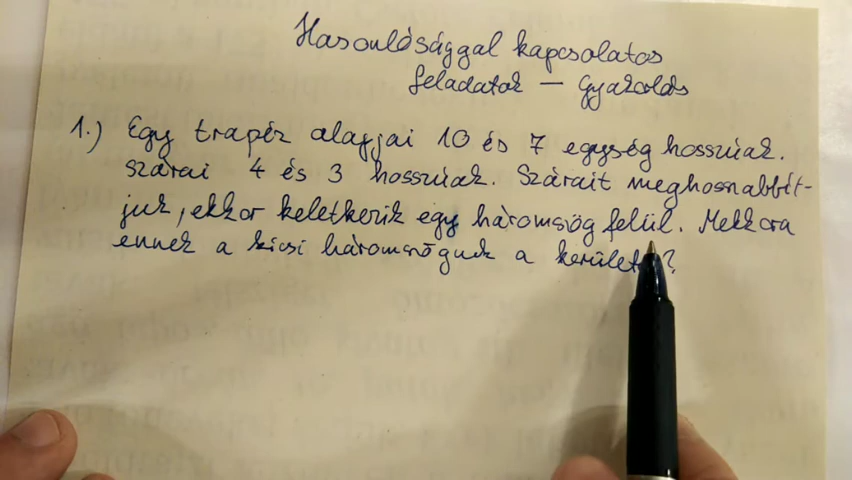 Hasonlósággal kapcsolatos
feladatok — Gyakorlás
1.) Egy trapéz alapjai 10 és 7 egység hosszúak.
szárai 4 és 3 hosszúak. Szárait meghosszabbít-
juk, ekkor keletkezik egy háromszög felül. Mekkora
ennek a kicsi háromszögnek a kerülete?